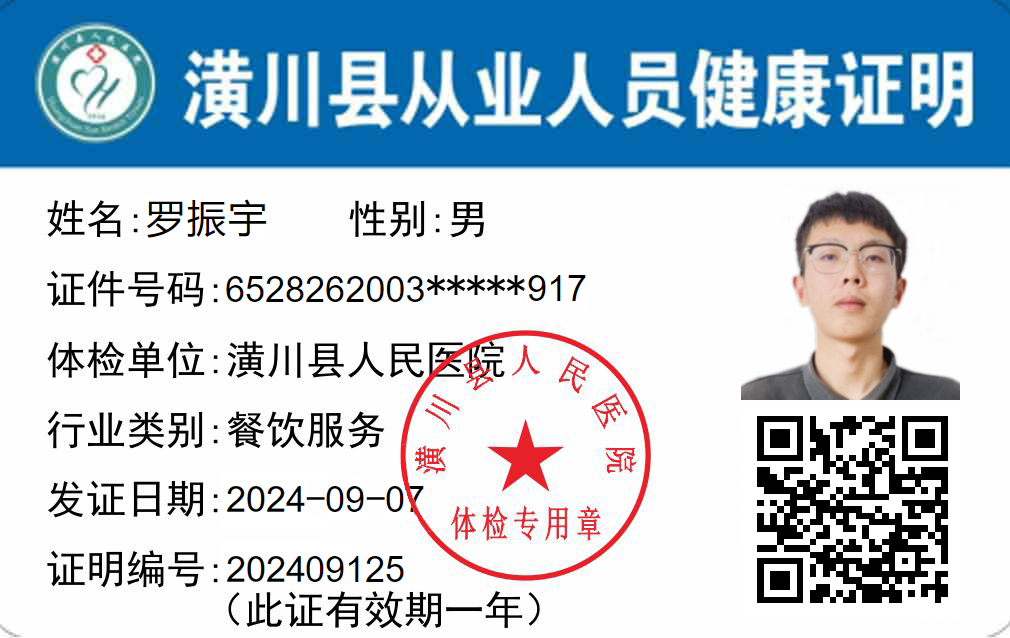 潢川县从业人员健康证明
姓名:罗振宇 性别:男
证件号码:6528262003*****917
体检单位:潢川县人民医院
行业类别:餐饮服务
发证日期:2024-09-07
证明编号:202409125
（此证有效期一年）
潢川县人民医院
体检专用章